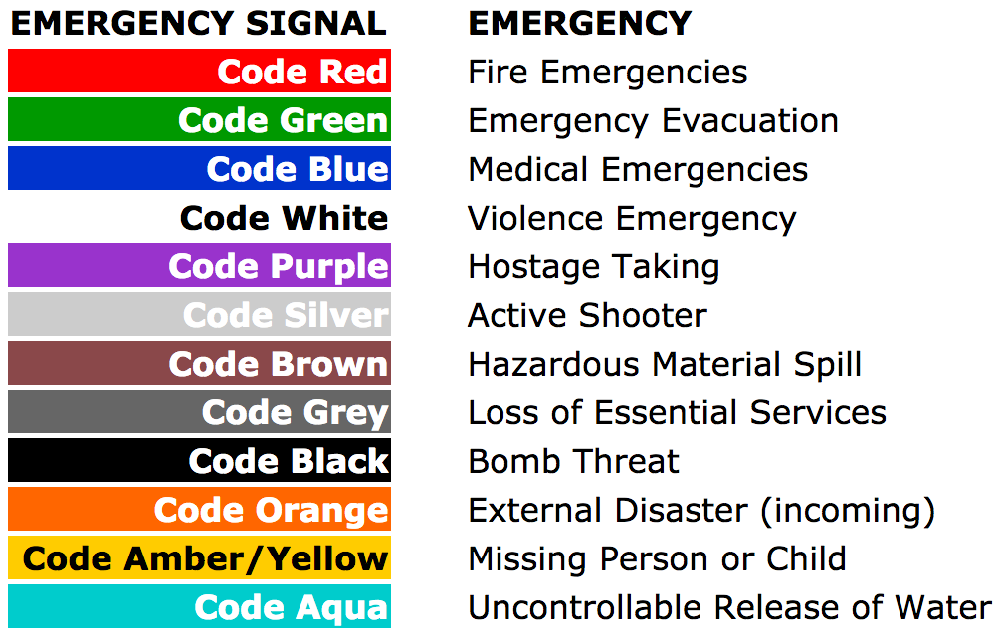 EMERGENCY SIGNAL EMERGENCY
Code Red Fire Emergencies
Code Green Emergency Evacuation
Code Blue Medical Emergencies
Code White Violence Emergency
Code Purple Hostage Taking
Code Silver Active Shooter
Code Brown Hazardous Material Spill
Code Grey Loss of Essential Services
Code Black Bomb Threat
Code Orange External Disaster (incoming)
Code Amber/Yellow Missing Person or Child
Code Aqua Uncontrollable Release of Water